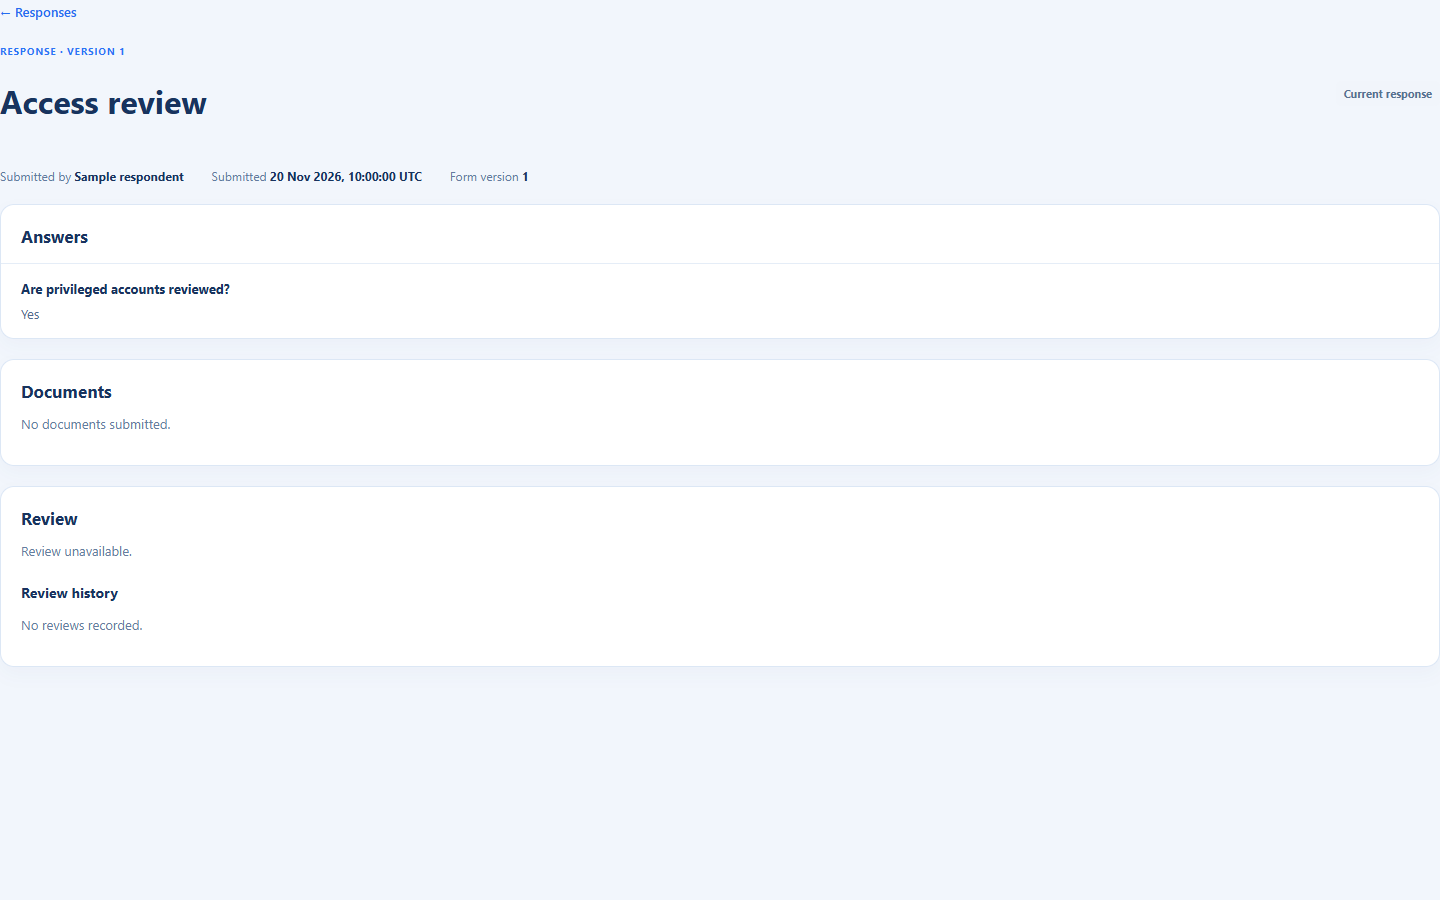 ← Responses
RESPONSE · VERSION 1
Access review
Current response
Submitted by Sample respondent Submitted 20 Nov 2026, 10:00:00 UTC Form version 1
Answers
Are privileged accounts reviewed?
Yes
Documents
No documents submitted.
Review
Review unavailable.
Review history
No reviews recorded.